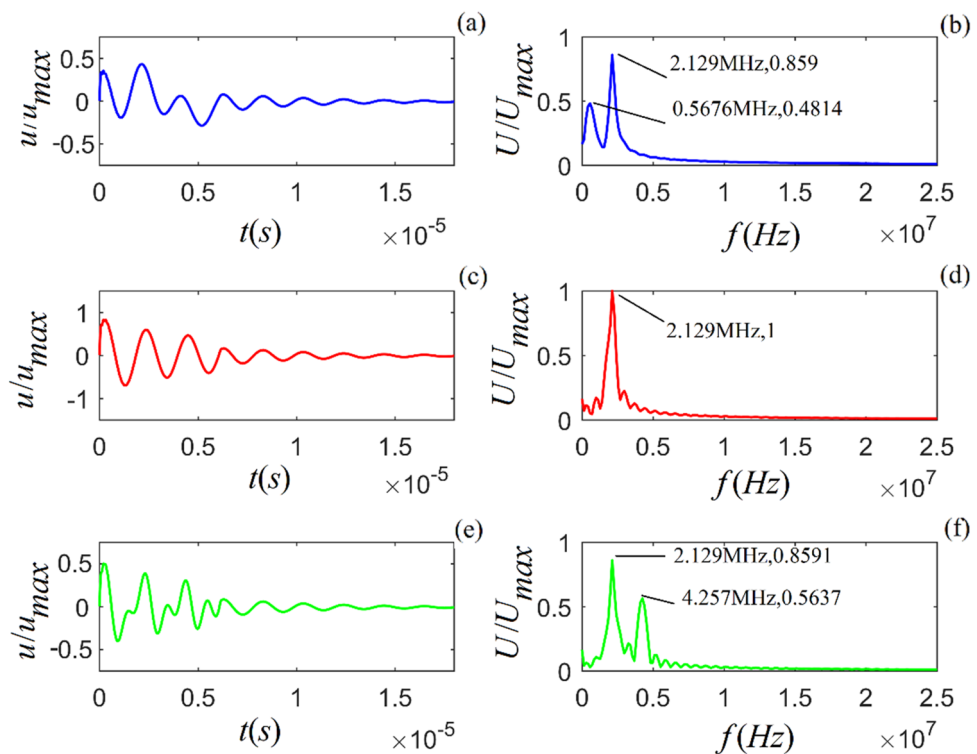 (a)
u/u_max
0.5
0
-0.5
0 0.5 1 1.5
t(s)
×10^-5
(b)
U/U_max
1
0.5
0
2.129MHz,0.859
0.5676MHz,0.4814
0 0.5 1 1.5 2 2.5
f(Hz)
×10^7
(c)
u/u_max
1
0
-1
0 0.5 1 1.5
t(s)
×10^-5
(d)
U/U_max
1
0.5
0
2.129MHz,1
0 0.5 1 1.5 2 2.5
f(Hz)
×10^7
(e)
u/u_max
0.5
0
-0.5
0 0.5 1 1.5
t(s)
×10^-5
(f)
U/U_max
1
0.5
0
2.129MHz,0.8591
4.257MHz,0.5637
0 0.5 1 1.5 2 2.5
f(Hz)
×10^7